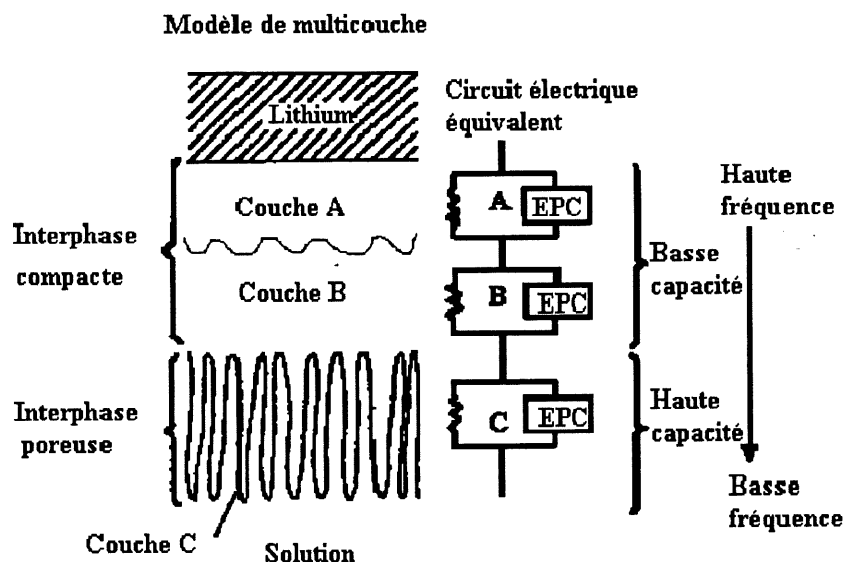 Modèle de multicouche
Lithium
Circuit électrique
équivalent
Couche A
Interphase
compacte
Couche B
A
EPC
B
EPC
Basse
capacité
Haute
fréquence
Interphase
poreuse
C
EPC
Haute
capacité
Basse
fréquence
Couche C
Solution